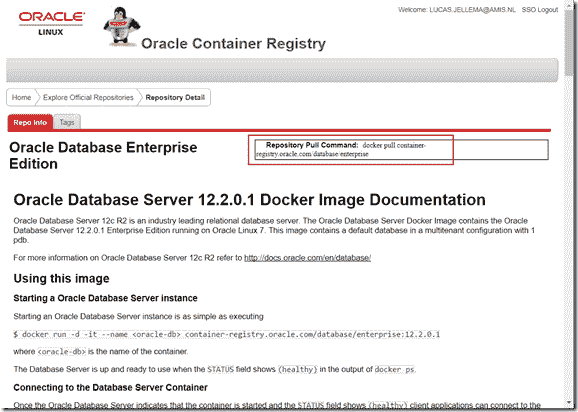 Welcome: LUCAS.JELLEMA@AMIS.NL SSO Logout
ORACLE
LINUX
Oracle Container Registry
Home
Explore Official Repositories
Repository Detail
Repo Info
Tags
Oracle Database Enterprise
Edition
Repository Pull Command: docker pull container-
registry.oracle.com/database/enterprise
Oracle Database Server 12.2.0.1 Docker Image Documentation
Oracle Database Server 12c R2 is an industry leading relational database server. The Oracle Database Server Docker Image contains the Oracle
Database Server 12.2.0.1 Enterprise Edition running on Oracle Linux 7. This image contains a default database in a multitenant configuration with 1
pdb.
For more information on Oracle Database Server 12c R2 refer to http://docs.oracle.com/en/database/
Using this image
Starting a Oracle Database Server instance
Starting an Oracle Database Server instance is as simple as executing
$ docker run -d -it --name <oracle-db> container-registry.oracle.com/database/enterprise:12.2.0.1
where <oracle-db> is the name of the container.
The Database Server is up and ready to use when the STATUS field shows (healthy) in the output of docker ps.
Connecting to the Database Server Container
Once the Oracle Database Server indicates that the container is started and the STATUS field shows (healthy) client applications can connect to the